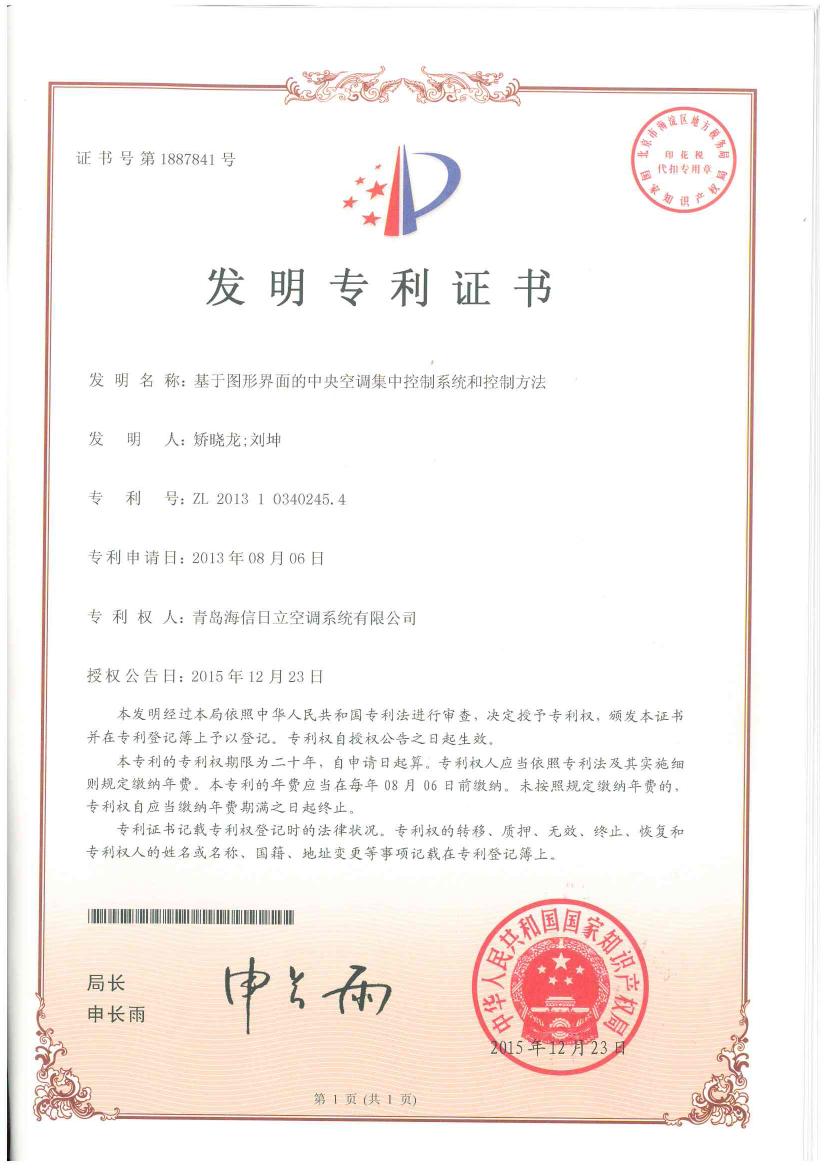 证书号第1887841号
北京市海淀区地方税务局
印花税
代扣专用章
国家知识产权局
发明专利证书
发明名称：基于图形界面的中央空调集中控制系统和控制方法
发明人：矫晓龙;刘坤
专利号：ZL 2013 1 0340245.4
专利申请日：2013年08月06日
专利权人：青岛海信日立空调系统有限公司
授权公告日：2015年12月23日
本发明经过本局依照中华人民共和国专利法进行审查，决定授予专利权，颁发本证书
并在专利登记簿上予以登记。专利权自授权公告之日起生效。
本专利的专利权期限为二十年，自申请日起算。专利权人应当依照专利法及其实施细
则规定缴纳年费。本专利的年费应当在每年08月06日前缴纳。未按照规定缴纳年费的，
专利权自应当缴纳年费期满之日起终止。
专利证书记载专利权登记时的法律状况。专利权的转移、质押、无效、终止、恢复和
专利权人的姓名或名称、国籍、地址变更等事项记载在专利登记簿上。
局长
申长雨
申长雨
中华人民共和国国家知识产权局
2015年12月23日
第1页(共1页)